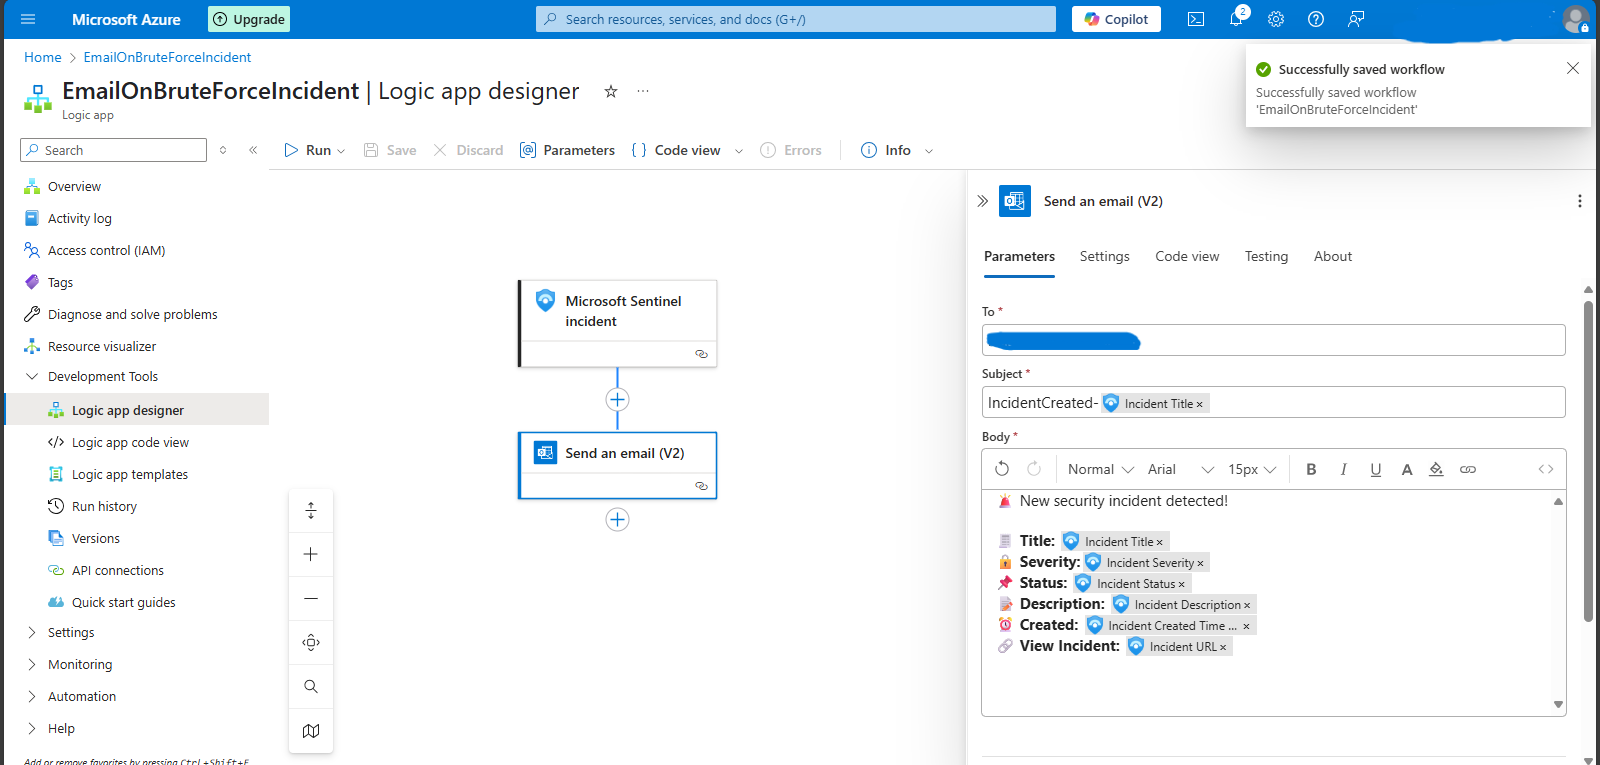 Microsoft Azure
Upgrade
Search resources, services, and docs (G+/)
Copilot
2
Home > EmailOnBruteForceIncident
EmailOnBruteForceIncident | Logic app designer
Logic app
Successfully saved workflow
Successfully saved workflow
'EmailOnBruteForceIncident'
Search
Run
Save
Discard
Parameters
Code view
Errors
Info
Overview
Activity log
Access control (IAM)
Tags
Diagnose and solve problems
Resource visualizer
Development Tools
Logic app designer
Logic app code view
Logic app templates
Run history
Versions
API connections
Quick start guides
Settings
Monitoring
Automation
Help
Add or remove favorites by pressing Ctrl+Shift+F
Microsoft Sentinel
incident
Send an email (V2)
Send an email (V2)
Parameters
Settings
Code view
Testing
About
To *
Subject *
IncidentCreated- Incident Title ×
Body *
Normal
Arial
15px
B I U A
🚨 New security incident detected!
Title: Incident Title ×
Severity: Incident Severity ×
Status: Incident Status ×
Description: Incident Description ×
Created: Incident Created Time ... ×
View Incident: Incident URL ×